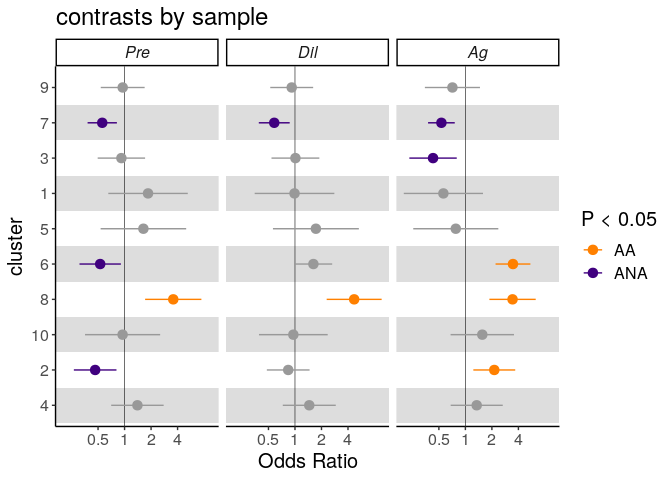 contrasts by sample
Pre Dil Ag
9
7
3
1
5
6
8
10
2
4
cluster
0.5 1 2 4 0.5 1 2 4 0.5 1 2 4
Odds Ratio
P < 0.05
AA
ANA